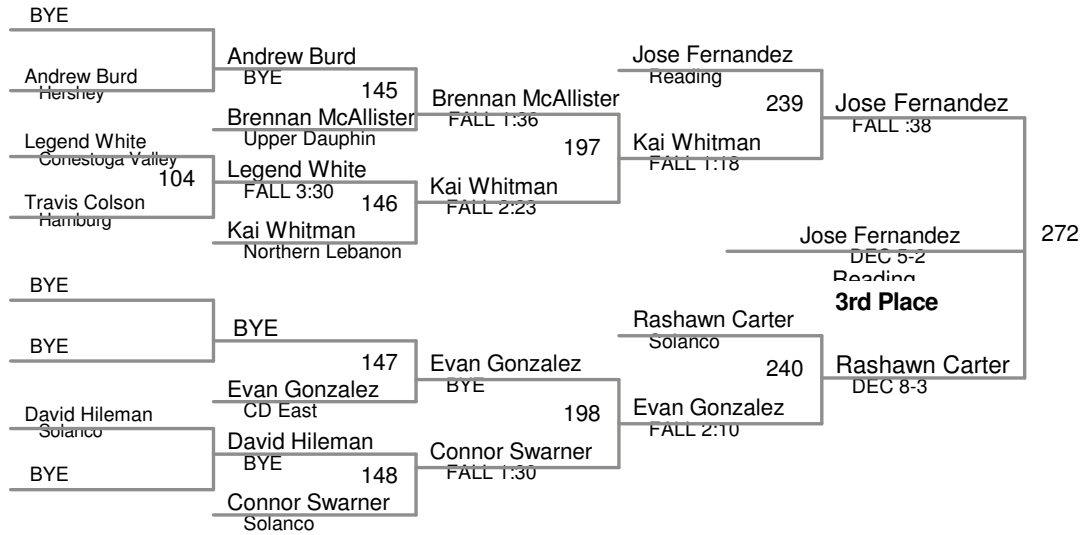 BYE
Andrew Burd
Hershey
Legend White
Conestoga Valley
104
Travis Colson
Hamburg
BYE
BYE
David Hileman
Solanco
BYE
Andrew Burd
BYE
145
Brennan McAllister
Upper Dauphin
Legend White
FALL 3:30
146
Kai Whitman
Northern Lebanon
BYE
147
Evan Gonzalez
CD East
David Hileman
BYE
148
Connor Swarner
Solanco
Brennan McAllister
FALL 1:36
197
Kai Whitman
FALL 2:23
Evan Gonzalez
BYE
198
Connor Swarner
FALL 1:30
Jose Fernandez
Reading
239
Kai Whitman
FALL 1:18
Rashawn Carter
Solanco
240
Evan Gonzalez
FALL 2:10
Jose Fernandez
FALL :38
272
Jose Fernandez
DEC 5-2
Reading
3rd Place
Rashawn Carter
DEC 8-3